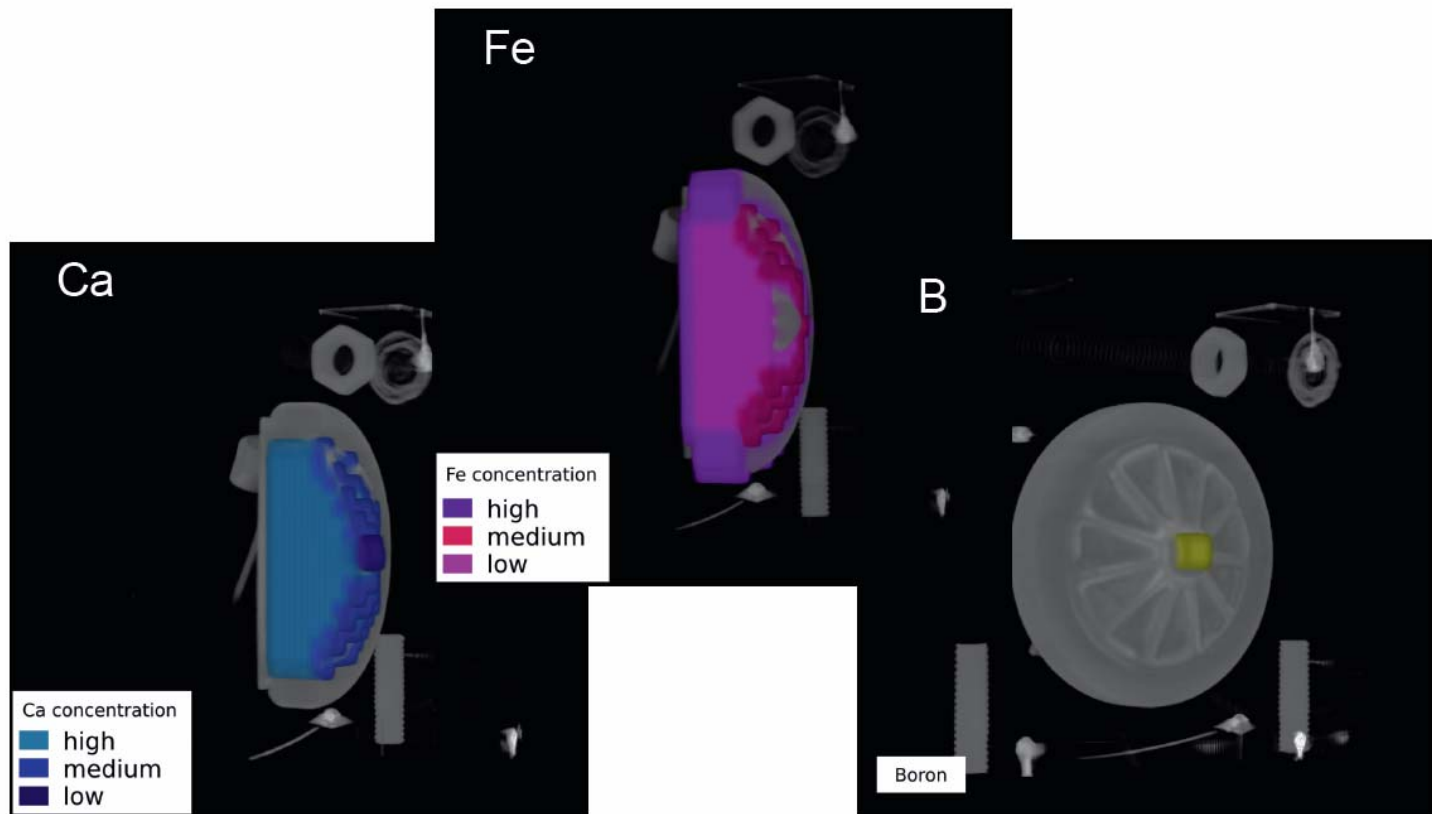 Fe
Ca
B
Fe concentration
high
medium
low
Ca concentration
high
medium
low
Boron